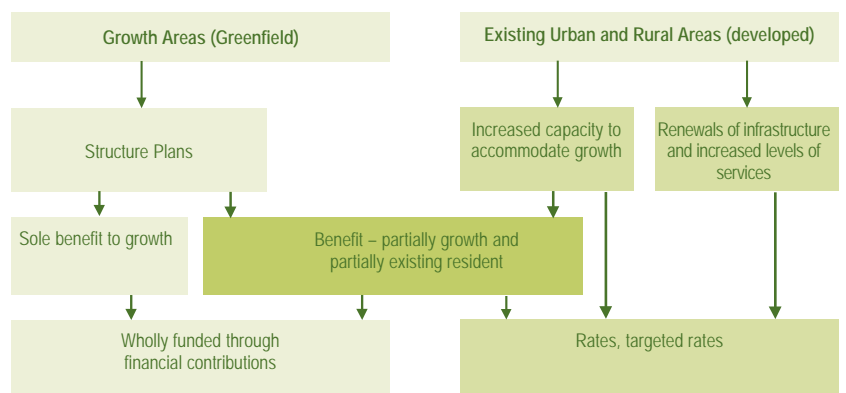 Growth Areas (Greenfield)
Existing Urban and Rural Areas (developed)
Structure Plans
Increased capacity to
accommodate growth
Renewals of infrastructure
and increased levels of
services
Sole benefit to growth
Benefit – partially growth and
partially existing resident
Wholly funded through
financial contributions
Rates, targeted rates